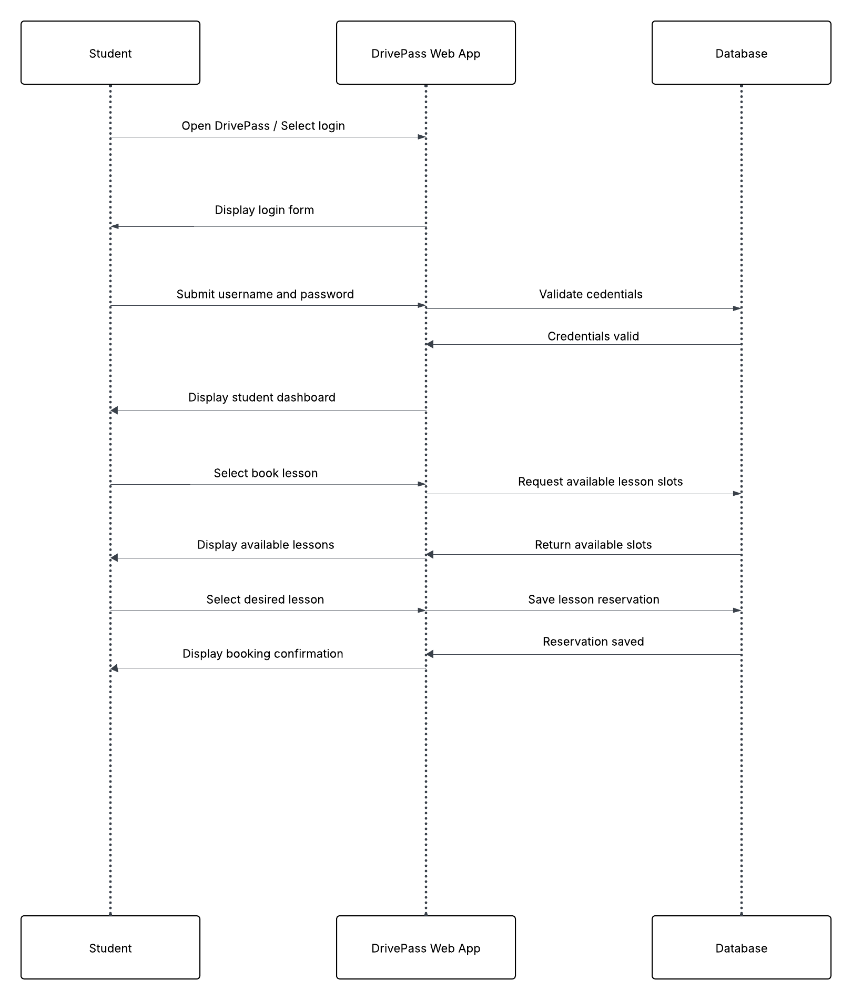 Student
DrivePass Web App
Database
Open DrivePass / Select login
Display login form
Submit username and password
Validate cedentials
Credentials valid
Display student dashboard
Select book lesson
Request available lesson slots
Display available lessons
Return available slots
Select desired lesson
Save lesson reservation
Reservation saved
Display booking confirmation
Student
DrivePass Web App
Database